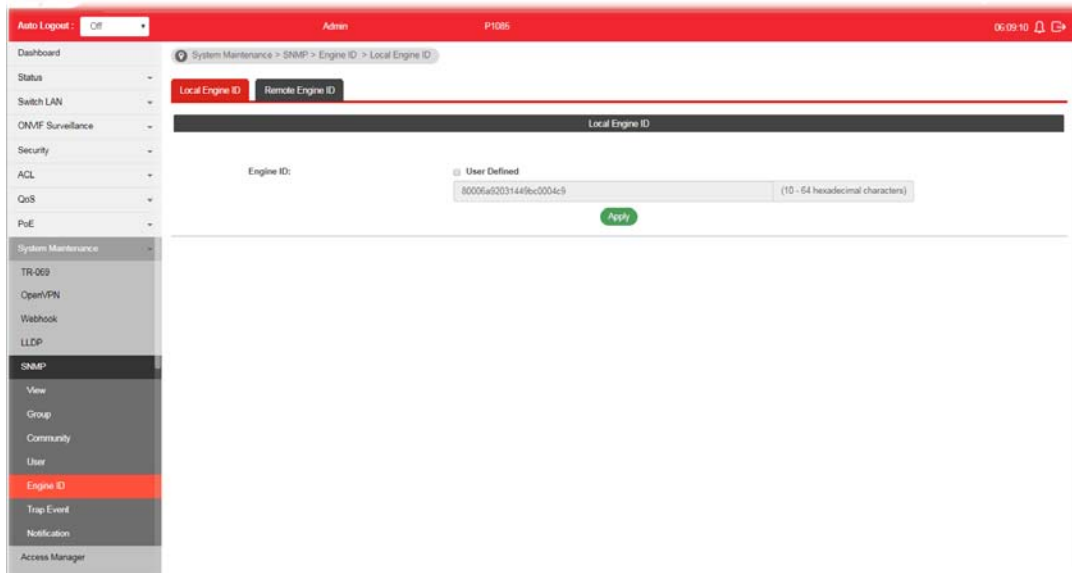 Auto Logout : Off Admin P1085 06:09:10
Dashboard
Status
Switch LAN
ONVIF Surveillance
Security
ACL
QoS
PoE
System Maintenance
TR-069
OpenVPN
Webhook
LLDP
SNMP
View
Group
Community
User
Engine ID
Trap Event
Notification
Access Manager
System Maintenance > SNMP > Engine ID > Local Engine ID
Local Engine ID Remote Engine ID
Local Engine ID
Engine ID: User Defined
80006a92031449bc0004c9 (10 - 64 hexadecimal characters)
Apply